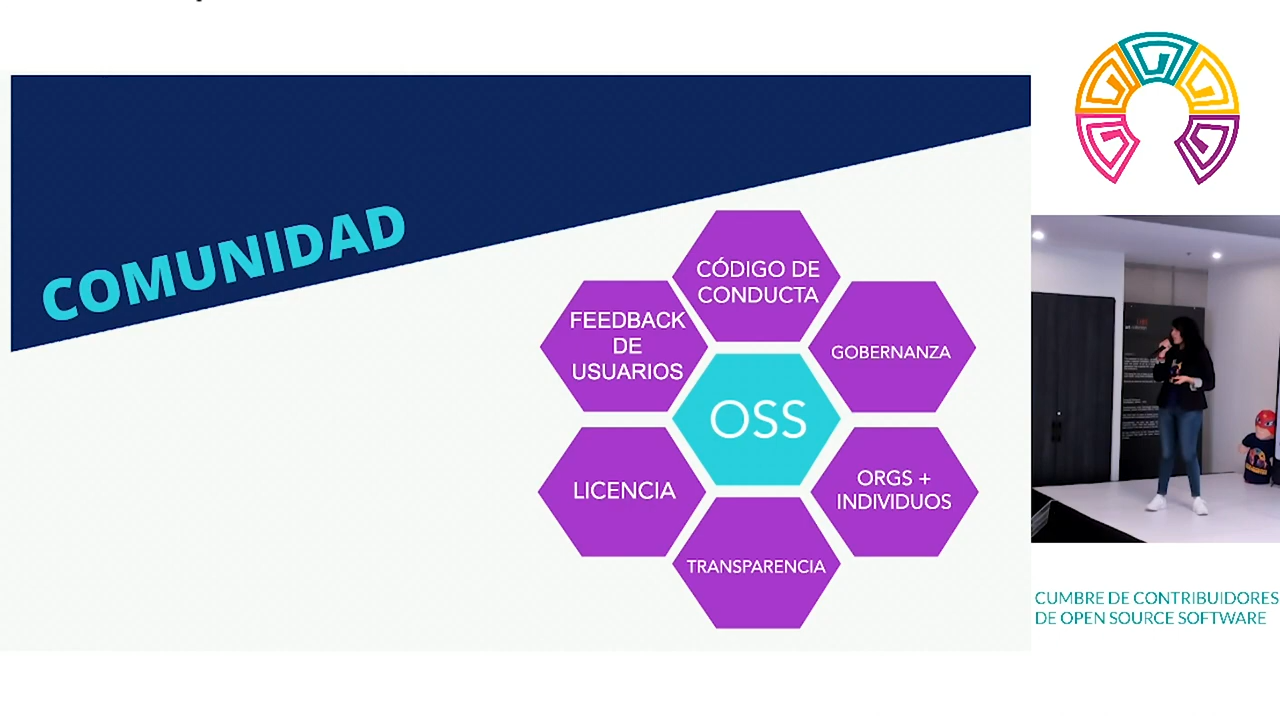 COMUNIDAD
CÓDIGO DE
CONDUCTA
FEEDBACK
DE
USUARIOS
GOBERNANZA
OSS
LICENCIA
ORGS +
INDIVIDUOS
TRANSPARENCIA
CUMBRE DE CONTRIBUIDORES
DE OPEN SOURCE SOFTWARE